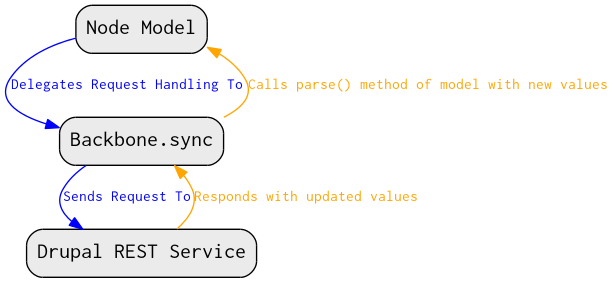 Node Model
Delegates Request Handling To
Calls parse() method of model with new values
Backbone.sync
Sends Request To
Responds with updated values
Drupal REST Service